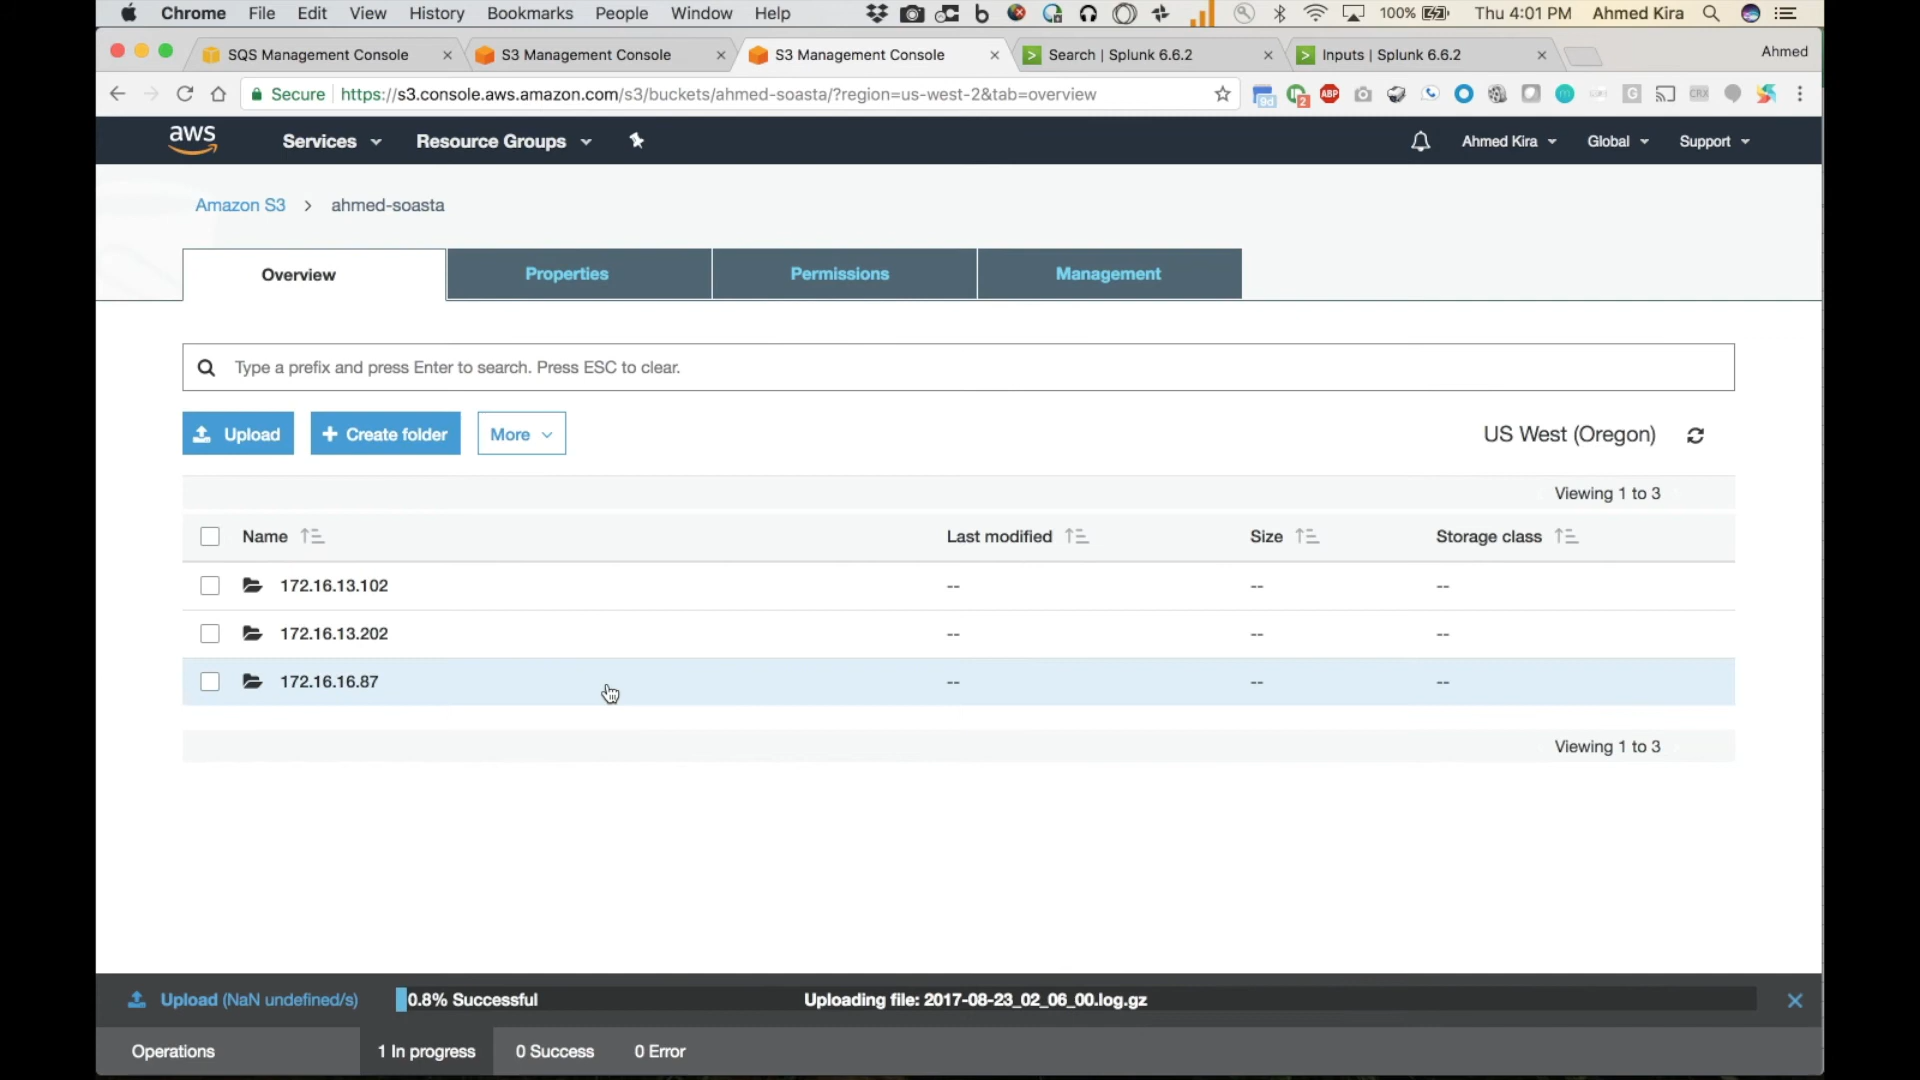 Chrome File Edit View History Bookmarks People Window Help 100% Thu 4:01 PM Ahmed Kira
SQS Management Console S3 Management Console S3 Management Console Search | Splunk 6.6.2 Inputs | Splunk 6.6.2 Ahmed
Secure https://s3.console.aws.amazon.com/s3/buckets/ahmed-soasta/?region=us-west-2&tab=overview 9d 2 ABP G CRX
aws Services Resource Groups Ahmed Kira Global Support
Amazon S3 > ahmed-soasta
Overview Properties Permissions Management
Type a prefix and press Enter to search. Press ESC to clear.
Upload + Create folder More US West (Oregon)
Viewing 1 to 3
Name Last modified Size Storage class
172.16.13.102 -- -- --
172.16.13.202 -- -- --
172.16.16.87 -- -- --
Viewing 1 to 3
Upload (NaN undefined/s) 0.8% Successful Uploading file: 2017-08-23_02_06_00.log.gz
Operations 1 In progress 0 Success 0 Error